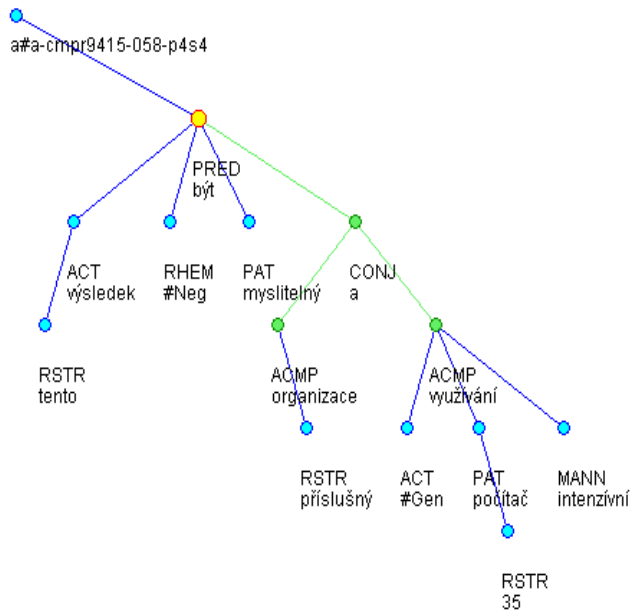 a#a-cmpr9415-058-p4s4
PRED
být
ACT
výsledek
RHEM
#Neg
PAT
myslitelný
CONJ
a
RSTR
tento
ACMP
organizace
ACMP
využívání
RSTR
příslušný
ACT
#Gen
PAT
počítač
MANN
intenzívní
RSTR
35